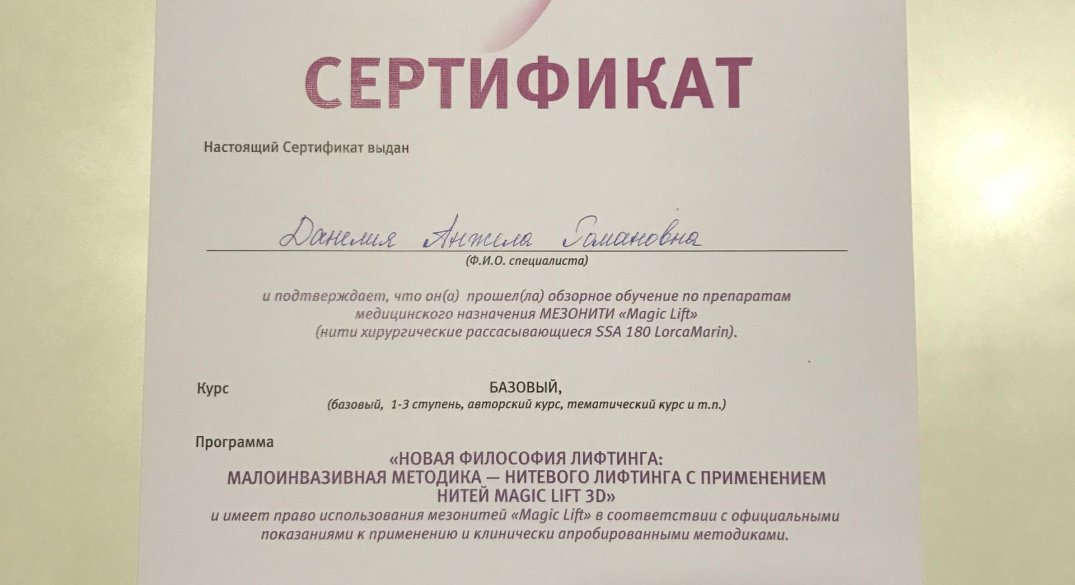 СЕРТИФИКАТ
Настоящий Сертификат выдан
Данелия Анжела Романовна
(Ф.И.О. специалиста)
и подтверждает, что он(а) прошел(ла) обзорное обучение по препаратам
медицинского назначения МЕЗОНИТИ «Magic Lift»
(нити хирургические рассасывающиеся SSA 180 LorcaMarin).
Курс БАЗОВЫЙ,
(базовый, 1-3 ступень, авторский курс, тематический курс и т.п.)
Программа
«НОВАЯ ФИЛОСОФИЯ ЛИФТИНГА:
МАЛОИНВАЗИВНАЯ МЕТОДИКА — НИТЕВОГО ЛИФТИНГА С ПРИМЕНЕНИЕМ
НИТЕЙ MAGIC LIFT 3D»
и имеет право использования мезонитей «Magic Lift» в соответствии с официальными
показаниями к применению и клинически апробированными методиками.